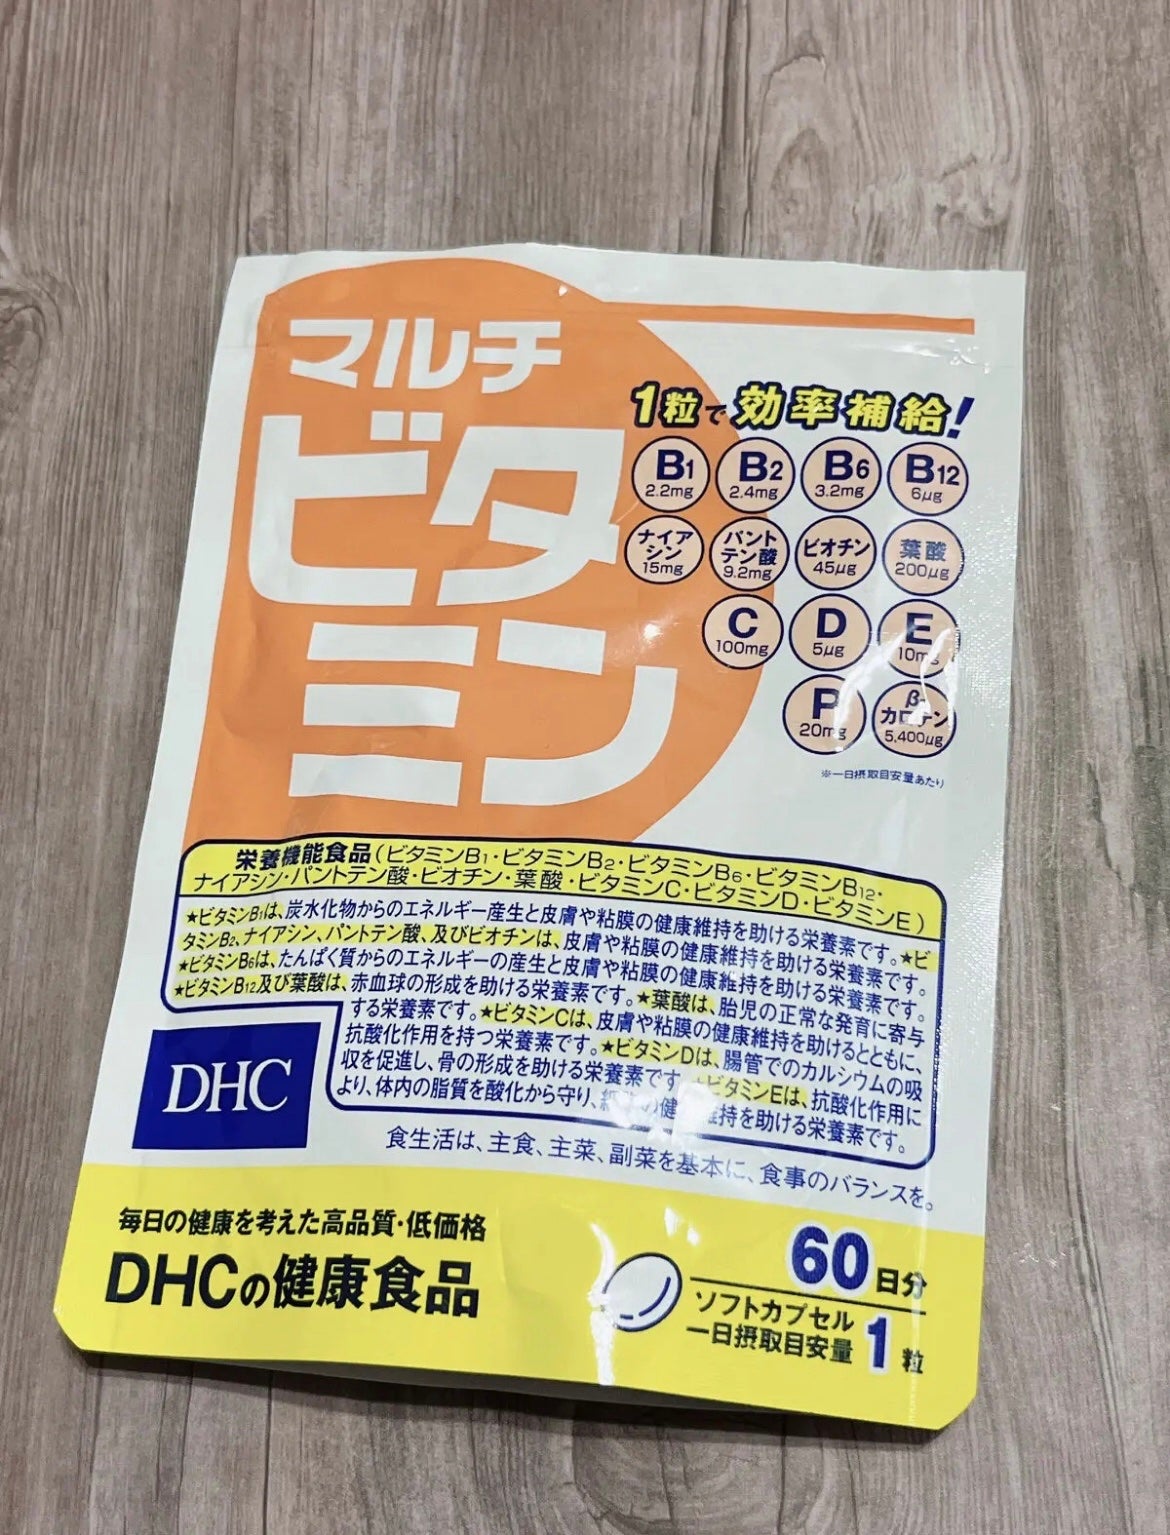 マルチ
ビタ
ミン
1粒で効率補給!
B1 2.2mg
B2 2.4mg
B6 3.2mg
B12 6μg
ナイアシン 15mg
パントテン酸 9.2mg
ビオチン 45μg
葉酸 200μg
C 100mg
D 5μg
E 10mg
P 20mg
β-カロテン 5,400μg
※一日摂取目安量あたり
栄養機能食品(ビタミンB1・ビタミンB2・ビタミンB6・ビタミンB12・
ナイアシン・パントテン酸・ビオチン・葉酸・ビタミンC・ビタミンD・ビタミンE)
★ビタミンB1は、炭水化物からのエネルギー産生と皮膚や粘膜の健康維持を助ける栄養素です。★ビ
タミンB2、ナイアシン、パントテン酸、及びビオチンは、皮膚や粘膜の健康維持を助ける栄養素です。
★ビタミンB6は、たんぱく質からのエネルギーの産生と皮膚や粘膜の健康維持を助ける栄養素です。
★ビタミンB12及び葉酸は、赤血球の形成を助ける栄養素です。★葉酸は、胎児の正常な発育に寄与
する栄養素です。★ビタミンCは、皮膚や粘膜の健康維持を助けるとともに、
抗酸化作用を持つ栄養素です。★ビタミンDは、腸管でのカルシウムの吸
収を促進し、骨の形成を助ける栄養素です ビタミンEは、抗酸化作用に
より、体内の脂質を酸化から守り、 の健 維持を助ける栄養素です。
DHC
食生活は、主食、主菜、副菜を基本に、食事のバランスを。
毎日の健康を考えた高品質・低価格
DHCの健康食品
60日分
ソフトカプセル
一日摂取目安量 1粒